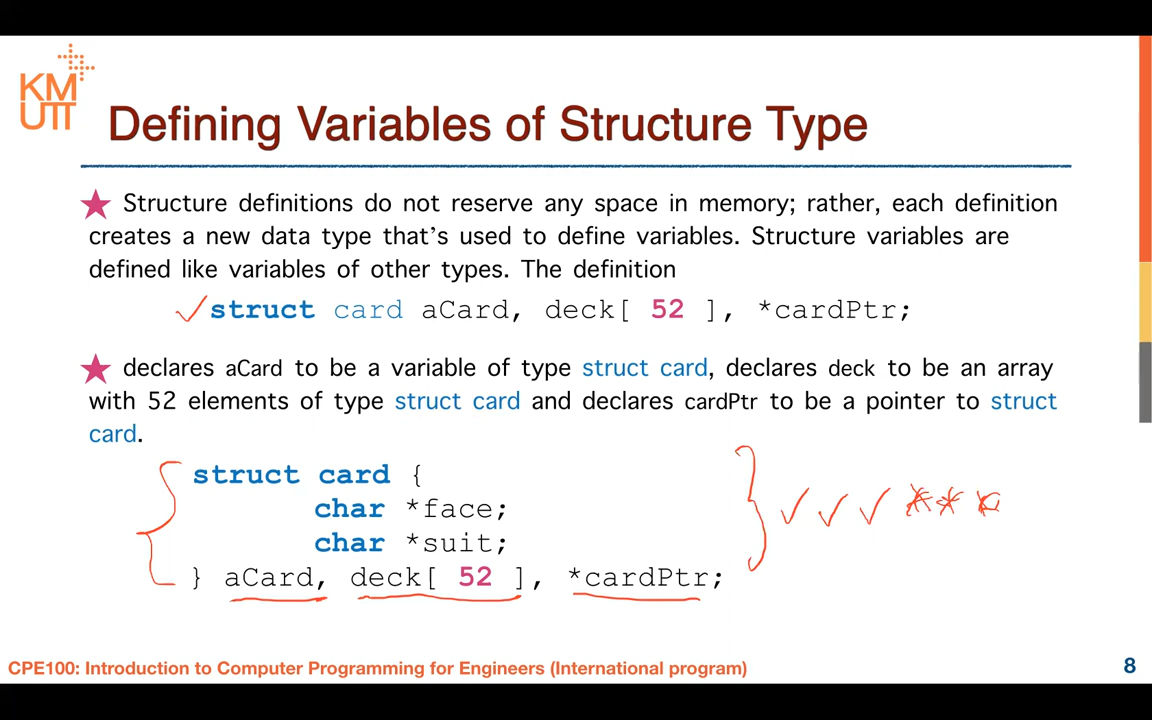 KM
UTT
Defining Variables of Structure Type
★ Structure definitions do not reserve any space in memory; rather, each definition
creates a new data type that's used to define variables. Structure variables are
defined like variables of other types. The definition
struct card aCard, deck[ 52 ], *cardPtr;
★ declares aCard to be a variable of type struct card, declares deck to be an array
with 52 elements of type struct card and declares cardPtr to be a pointer to struct
card.
struct card {
char *face;
char *suit;
} aCard, deck[ 52 ], *cardPtr;
CPE100: Introduction to Computer Programming for Engineers (International program)
8